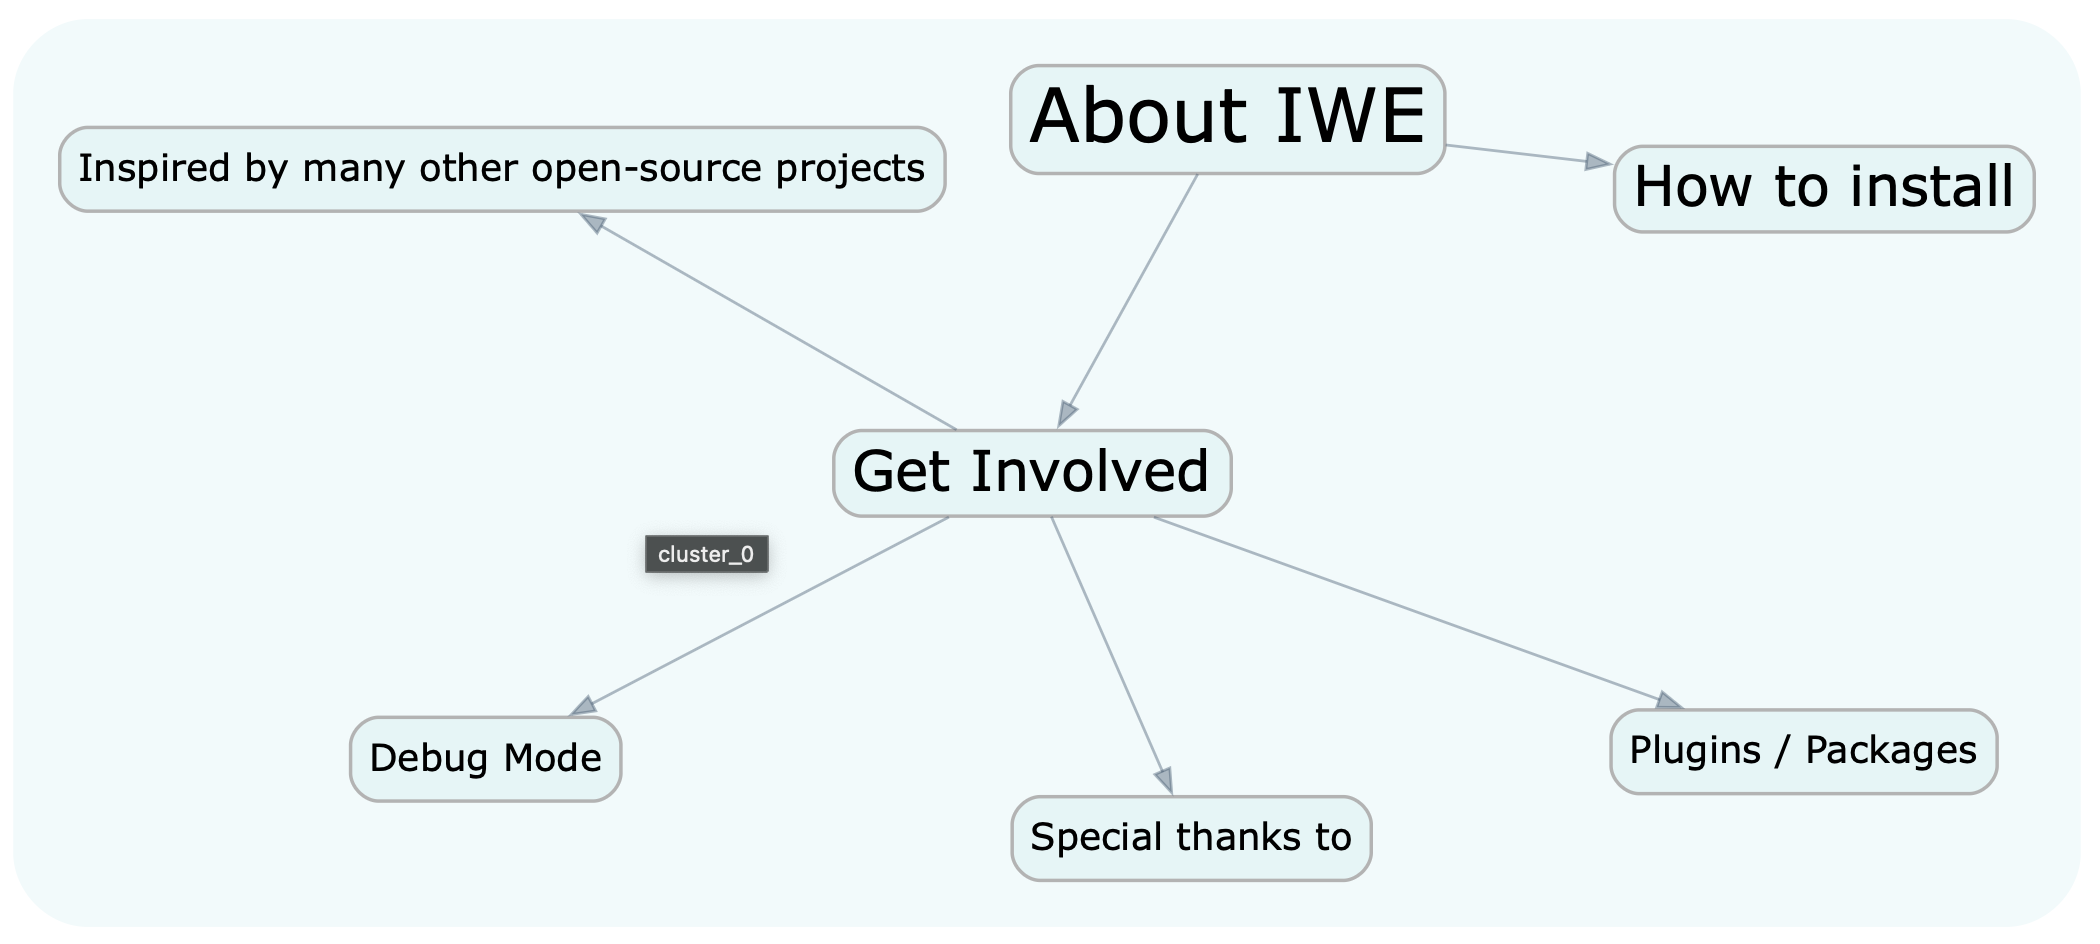 About IWE
Inspired by many other open-source projects
How to install
Get Involved
cluster_0
Debug Mode
Plugins / Packages
Special thanks to